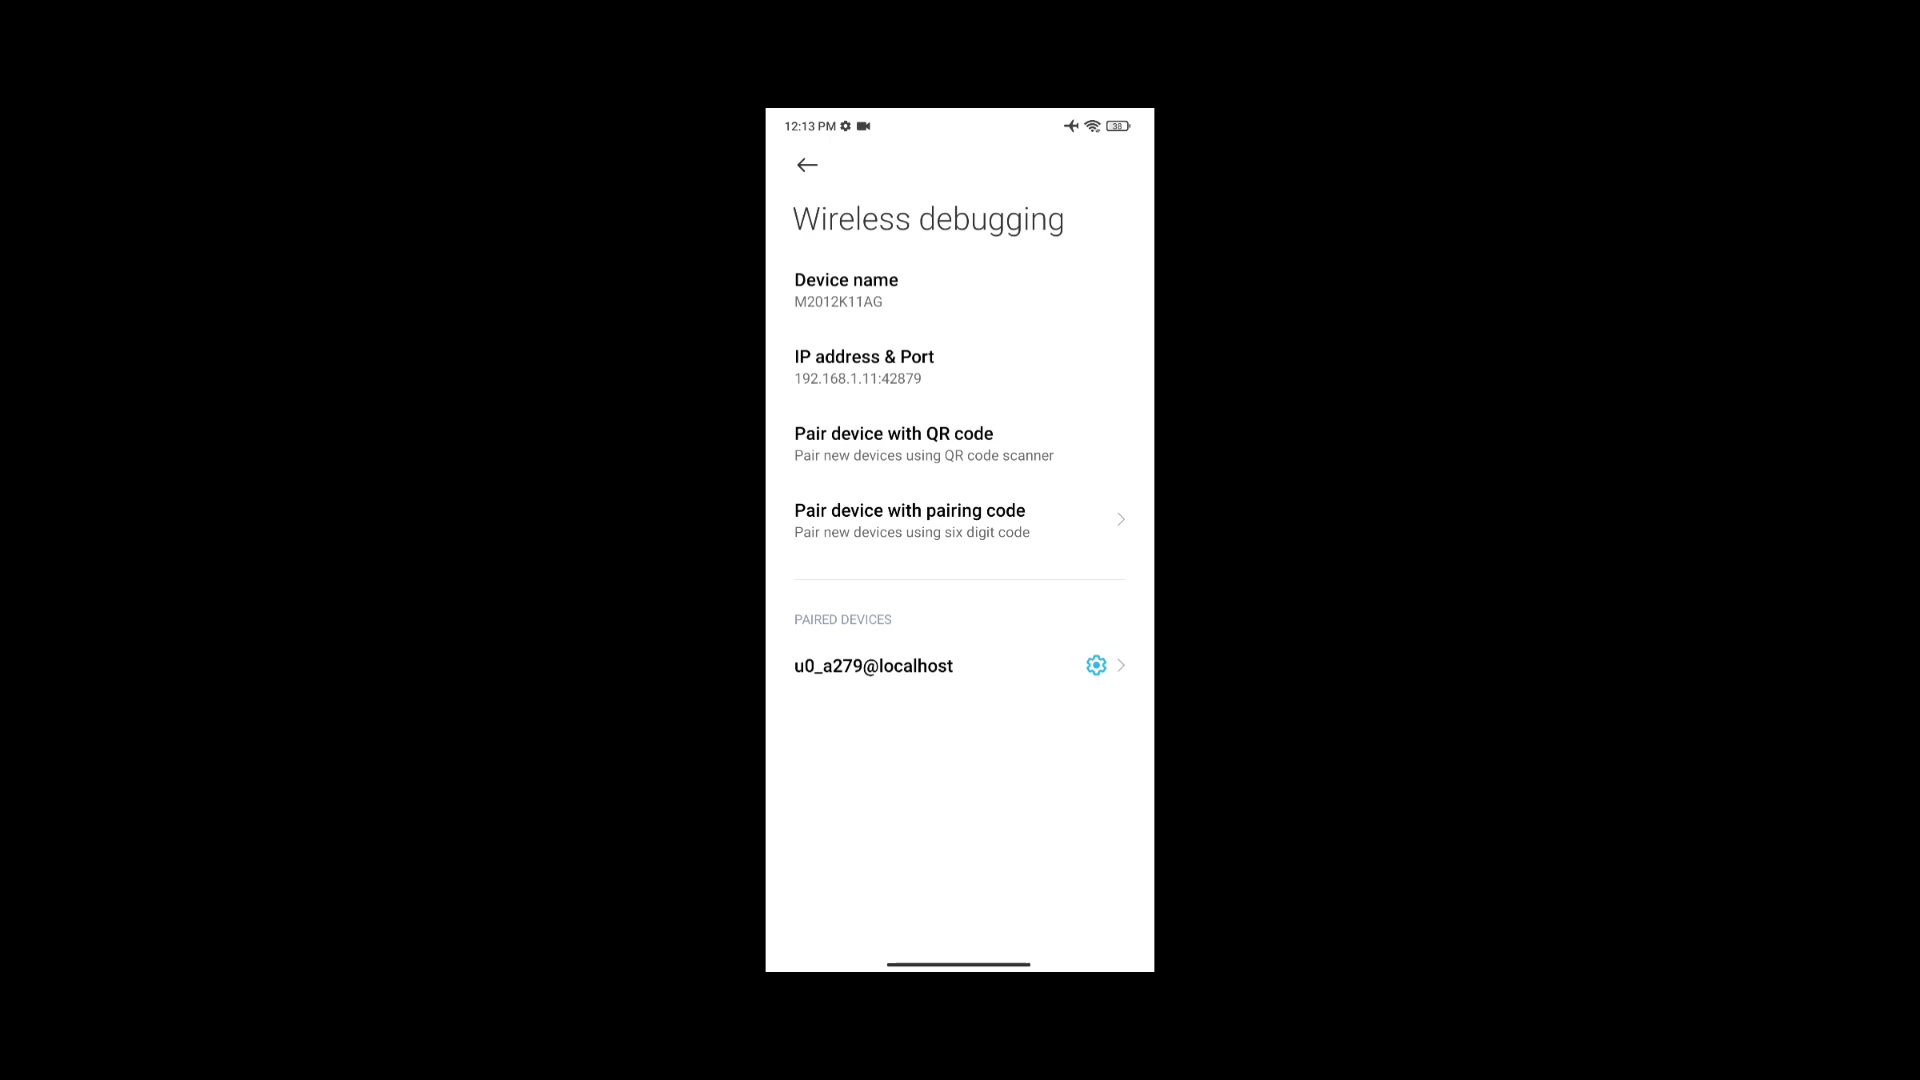 12:13 PM
38
Wireless debugging
Device name
M2012K11AG
IP address & Port
192.168.1.11:42879
Pair device with QR code
Pair new devices using QR code scanner
Pair device with pairing code
Pair new devices using six digit code
PAIRED DEVICES
u0_a279@localhost